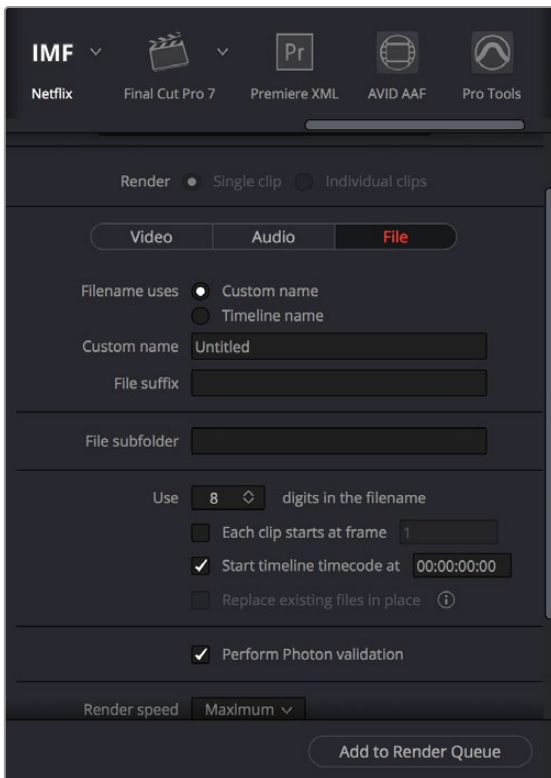 IMF
Pr
Netflix Final Cut Pro 7 Premiere XML AVID AAF Pro Tools
Render Single clip Individual clips
Video Audio File
Filename uses Custom name
Timeline name
Custom name Untitled
File suffix
File subfolder
Use 8 digits in the filename
Each clip starts at frame 1
Start timeline timecode at 00:00:00:00
Replace existing files in place
Perform Photon validation
Render speed Maximum
Add to Render Queue